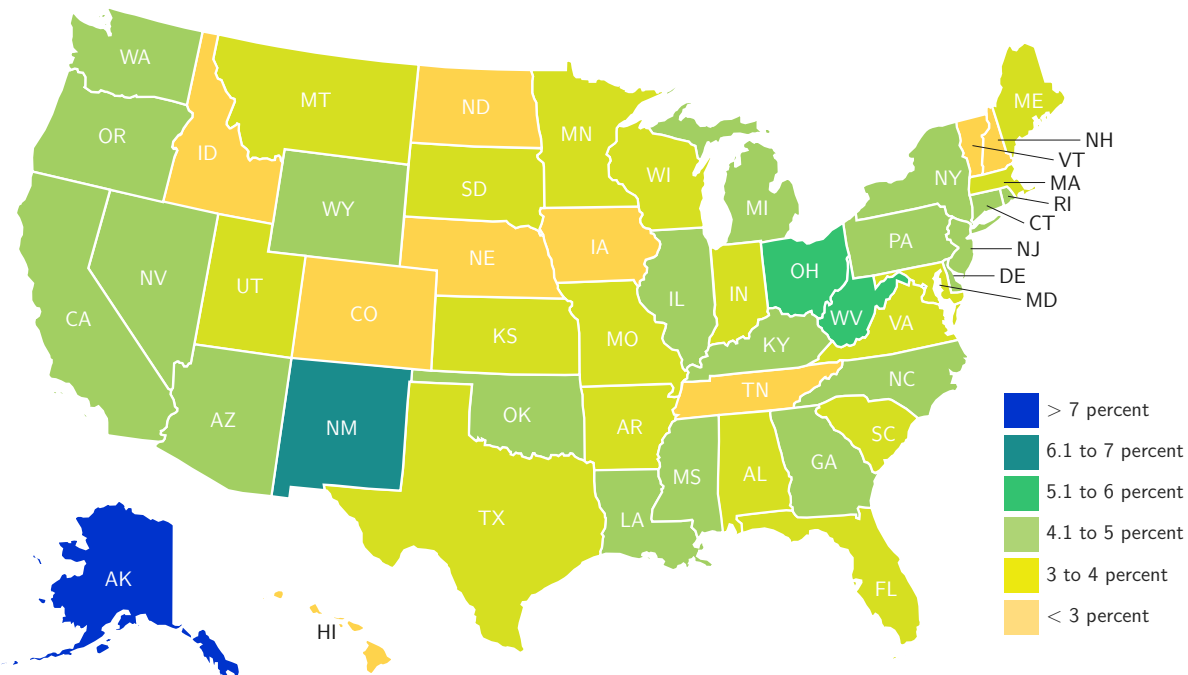 WA
MT
ND
MN
ME
OR
ID
NH
VT
WI
NY
MA
SD
RI
WY
MI
CT
PA
NJ
IA
NE
OH
DE
NV
UT
IL
IN
MD
CO
WV
VA
CA
KS
MO
KY
NC
TN
> 7 percent
OK
AZ
NM
AR
SC
6.1 to 7 percent
GA
MS
AL
5.1 to 6 percent
TX
LA
4.1 to 5 percent
AK
3 to 4 percent
FL
< 3 percent
HI